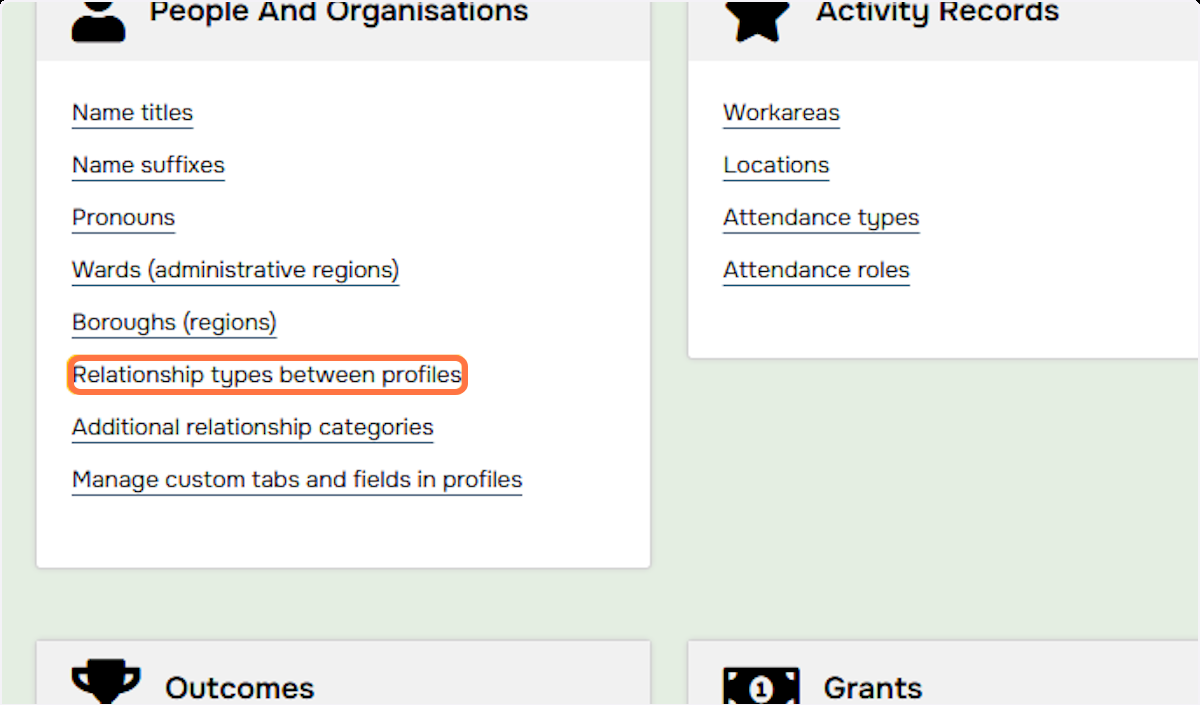 People And Organisations
Name titles
Name suffixes
Pronouns
Wards (administrative regions)
Boroughs (regions)
Relationship types between profiles
Additional relationship categories
Manage custom tabs and fields in profiles
Activity Records
Workareas
Locations
Attendance types
Attendance roles
Outcomes
1
Grants